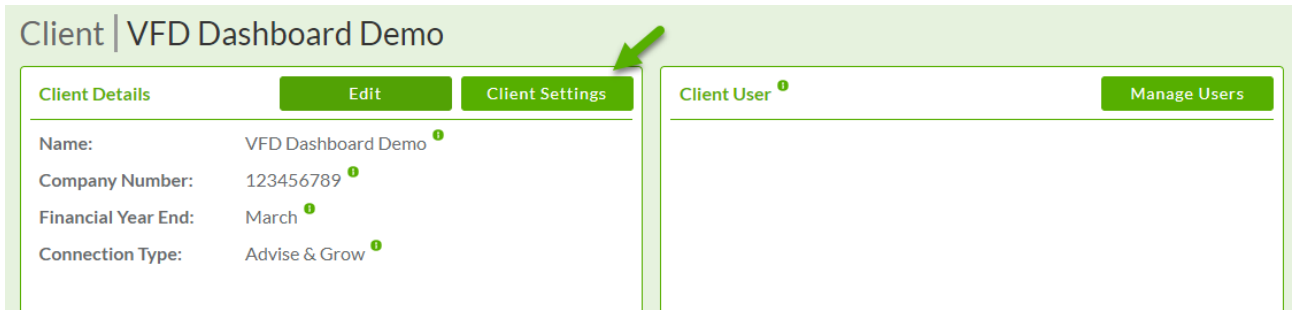 Client | VFD Dashboard Demo
Client Details Edit Client Settings
Name: VFD Dashboard Demo
Company Number: 123456789
Financial Year End: March
Connection Type: Advise & Grow
Client User Manage Users